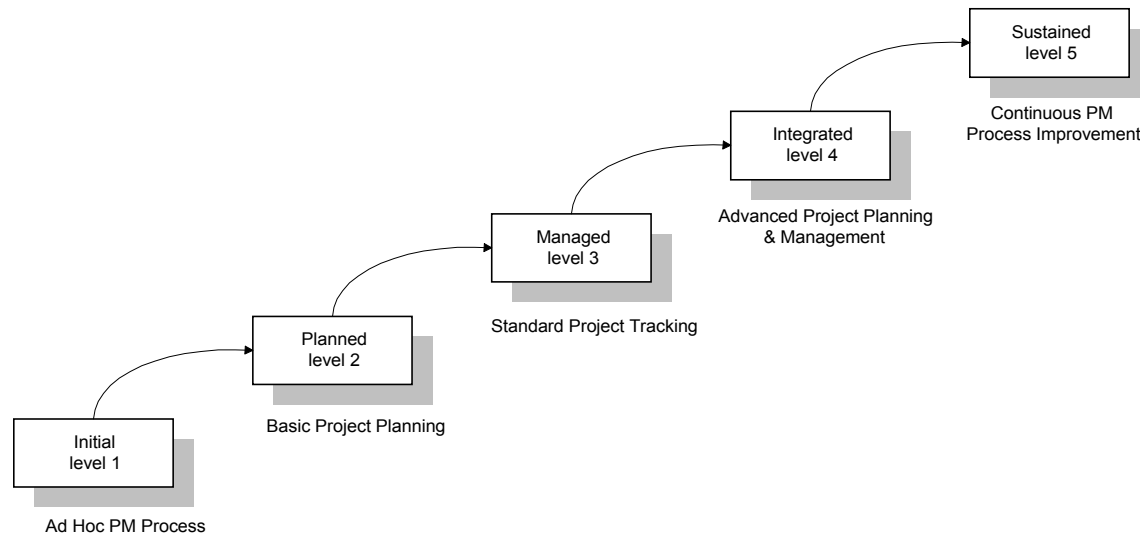 Sustained
level 5
Continuous PM
Process Improvement
Integrated
level 4
Advanced Project Planning
& Management
Managed
level 3
Standard Project Tracking
Planned
level 2
Basic Project Planning
Initial
level 1
Ad Hoc PM Process